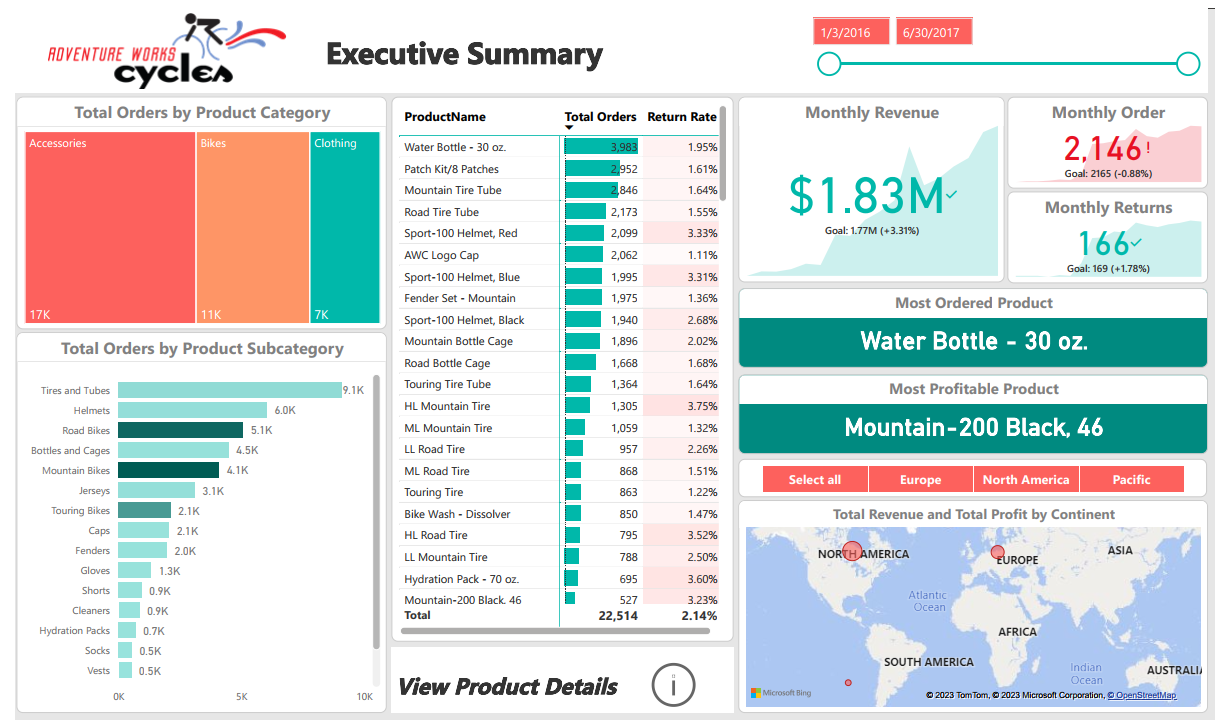 ADVENTURE WORKS
cycles
Executive Summary
1/3/2016 6/30/2017
Total Orders by Product Category
Accessories Bikes Clothing
17K 11K 7K
Total Orders by Product Subcategory
Tires and Tubes 9.1K
Helmets 6.0K
Road Bikes 5.1K
Bottles and Cages 4.5K
Mountain Bikes 4.1K
Jerseys 3.1K
Touring Bikes 2.1K
Caps 2.1K
Fenders 2.0K
Gloves 1.3K
Shorts 0.9K
Cleaners 0.9K
Hydration Packs 0.7K
Socks 0.5K
Vests 0.5K
0K 5K 10K
ProductName Total Orders Return Rate
Water Bottle - 30 oz. 3,983 1.95%
Patch Kit/8 Patches 2,952 1.61%
Mountain Tire Tube 2,846 1.64%
Road Tire Tube 2,173 1.55%
Sport-100 Helmet, Red 2,099 3.33%
AWC Logo Cap 2,062 1.11%
Sport-100 Helmet, Blue 1,995 3.31%
Fender Set - Mountain 1,975 1.36%
Sport-100 Helmet, Black 1,940 2.68%
Mountain Bottle Cage 1,896 2.02%
Road Bottle Cage 1,668 1.68%
Touring Tire Tube 1,364 1.64%
HL Mountain Tire 1,305 3.75%
ML Mountain Tire 1,059 1.32%
LL Road Tire 957 2.26%
ML Road Tire 868 1.51%
Touring Tire 863 1.22%
Bike Wash - Dissolver 850 1.47%
HL Road Tire 795 3.52%
LL Mountain Tire 788 2.50%
Hydration Pack - 70 oz. 695 3.60%
Mountain-200 Black, 46 527 3.23%
Total 22,514 2.14%
View Product Details i
Monthly Revenue
$1.83M
Goal: 1.77M (+3.31%)
Monthly Order
2,146!
Goal: 2165 (-0.88%)
Monthly Returns
166
Goal: 169 (+1.78%)
Most Ordered Product
Water Bottle - 30 oz.
Most Profitable Product
Mountain-200 Black, 46
Select all Europe North America Pacific
Total Revenue and Total Profit by Continent
NORTH AMERICA
EUROPE
ASIA
Atlantic
Ocean
AFRICA
SOUTH AMERICA
Indian
Ocean
AUSTRALIA
Microsoft Bing
© 2023 TomTom, © 2023 Microsoft Corporation, © OpenStreetMap